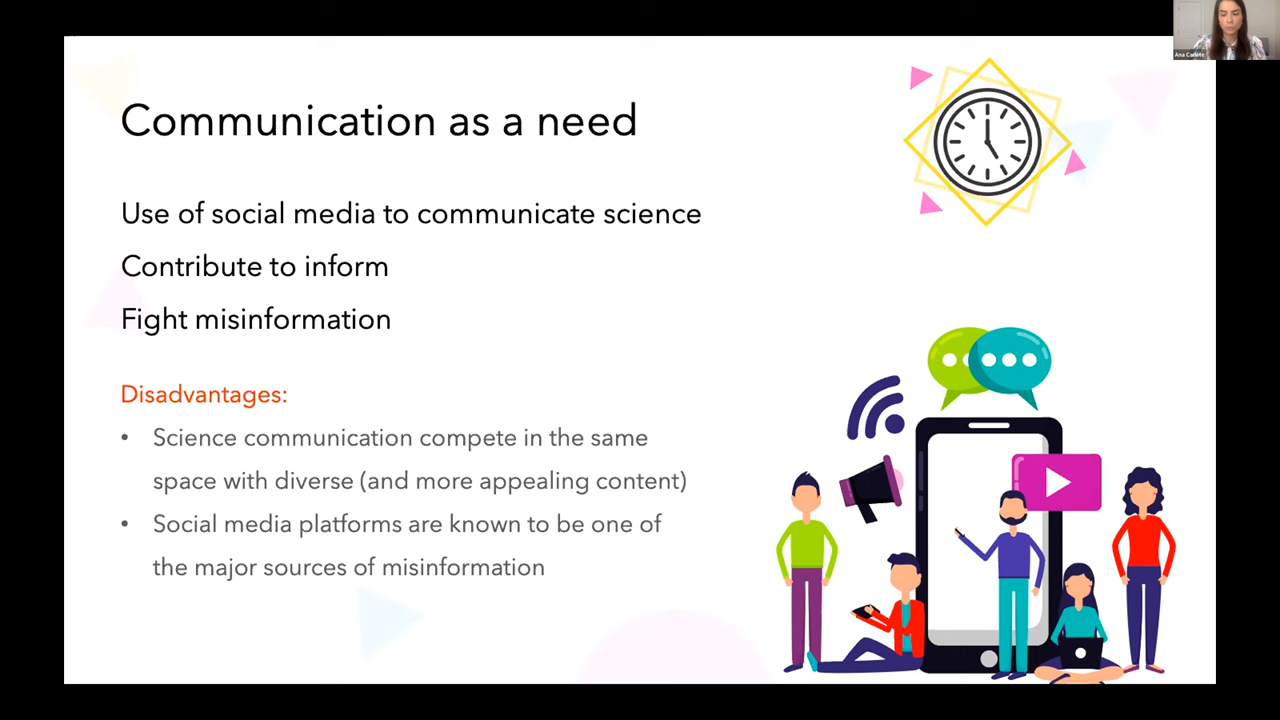 Communication as a need
Use of social media to communicate science
Contribute to inform
Fight misinformation
Disadvantages:
• Science communication compete in the same
space with diverse (and more appealing content)
• Social media platforms are known to be one of
the major sources of misinformation
Ana Cañete